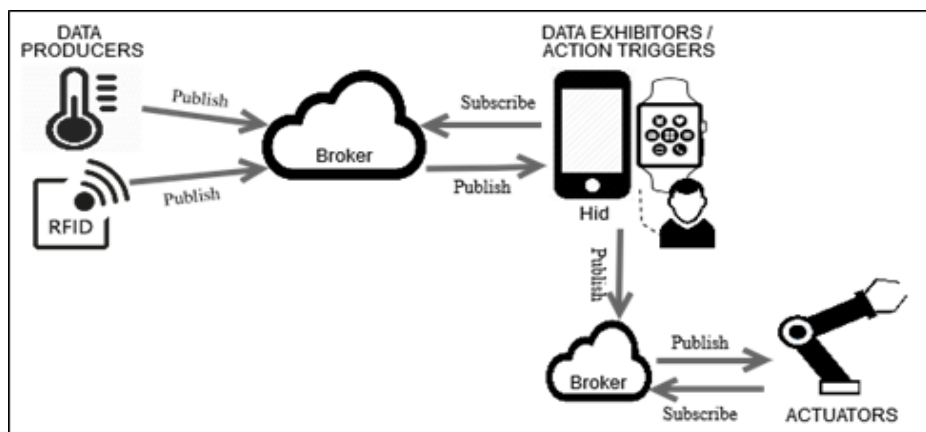 DATA
PRODUCERS
DATA EXHIBITORS /
ACTION TRIGGERS
Publish
Subscribe
Broker
Publish
Publish
RFID
Hid
Publish
Publish
Broker
Subscribe
ACTUATORS